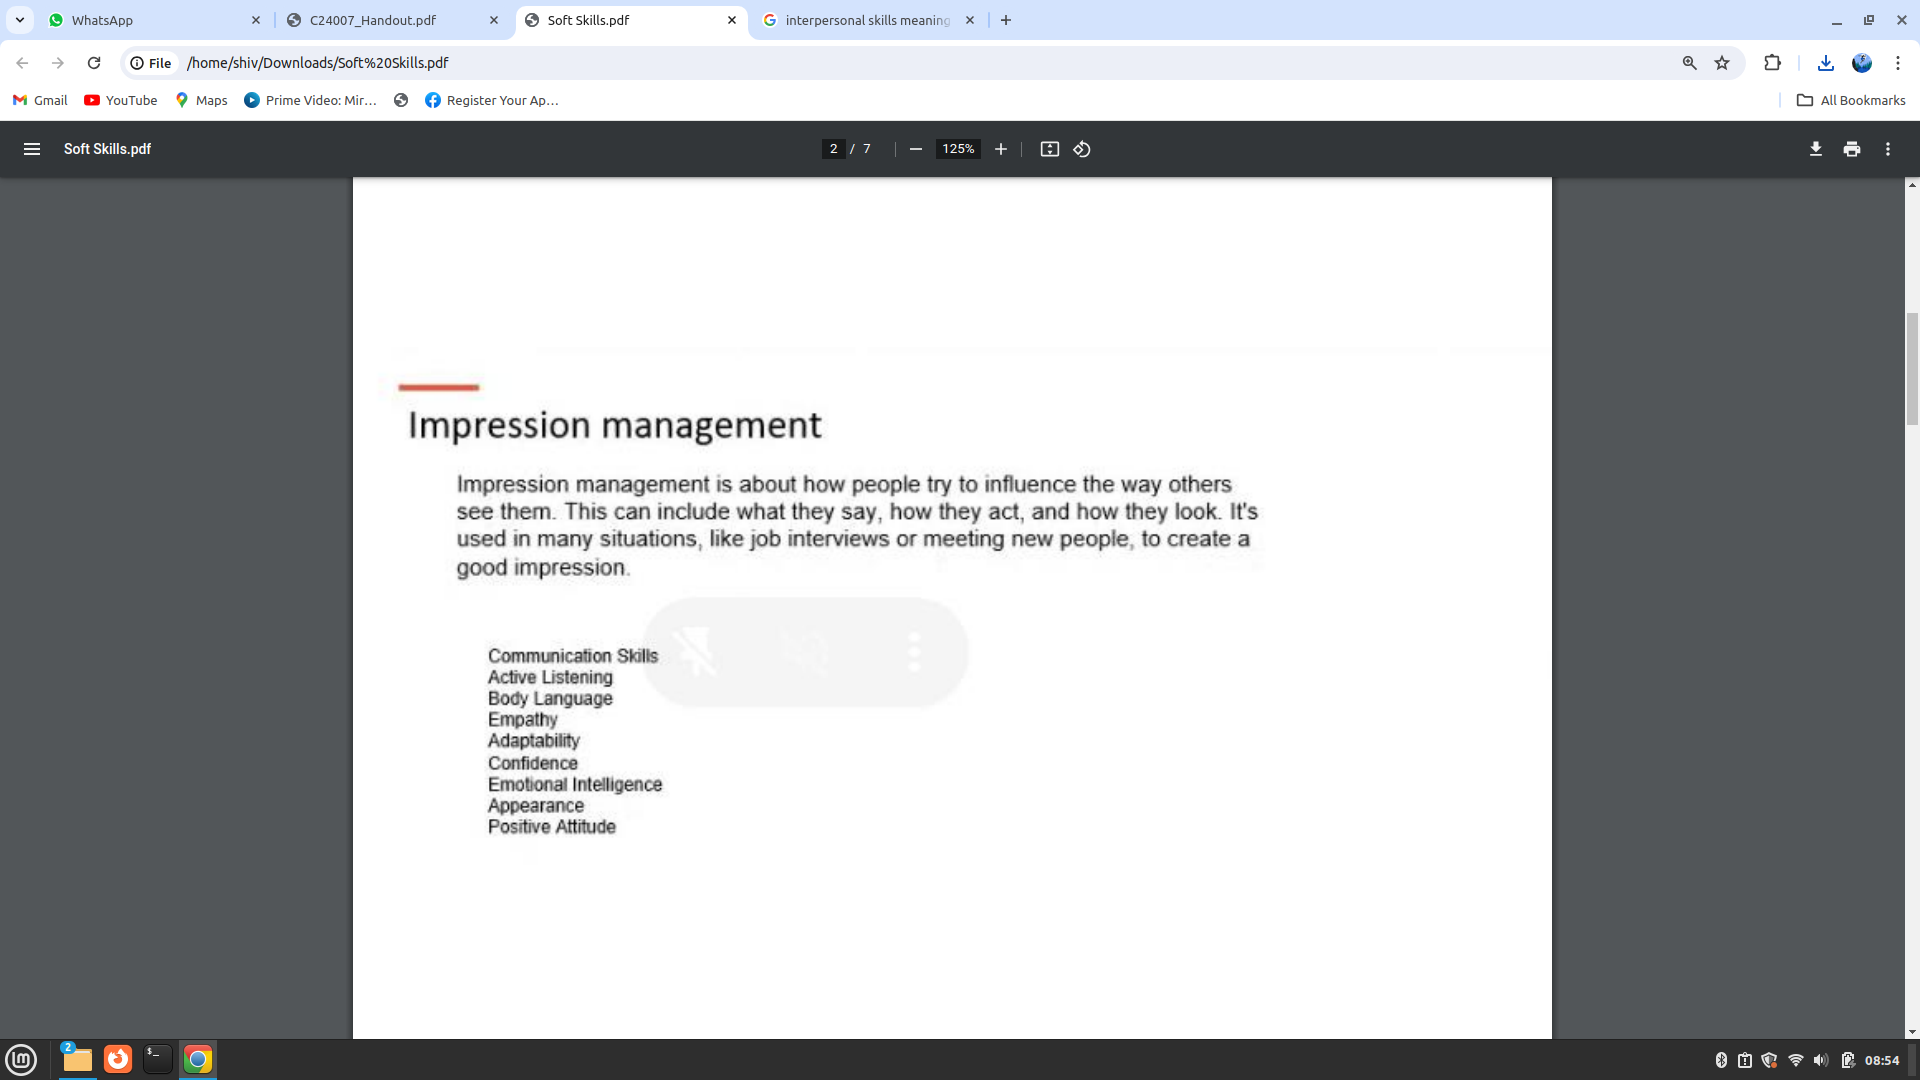 WhatsApp
C24007_Handout.pdf
Soft Skills.pdf
interpersonal skills meaning
File
/home/shiv/Downloads/Soft%20Skills.pdf
Gmail
YouTube
Maps
Prime Video: Mir...
Register Your Ap...
All Bookmarks
Soft Skills.pdf
2 / 7
125%
Impression management
Impression management is about how people try to influence the way others
see them. This can include what they say, how they act, and how they look. It's
used in many situations, like job interviews or meeting new people, to create a
good impression.
Communication Skills
Active Listening
Body Language
Empathy
Adaptability
Confidence
Emotional Intelligence
Appearance
Positive Attitude
2
08:54